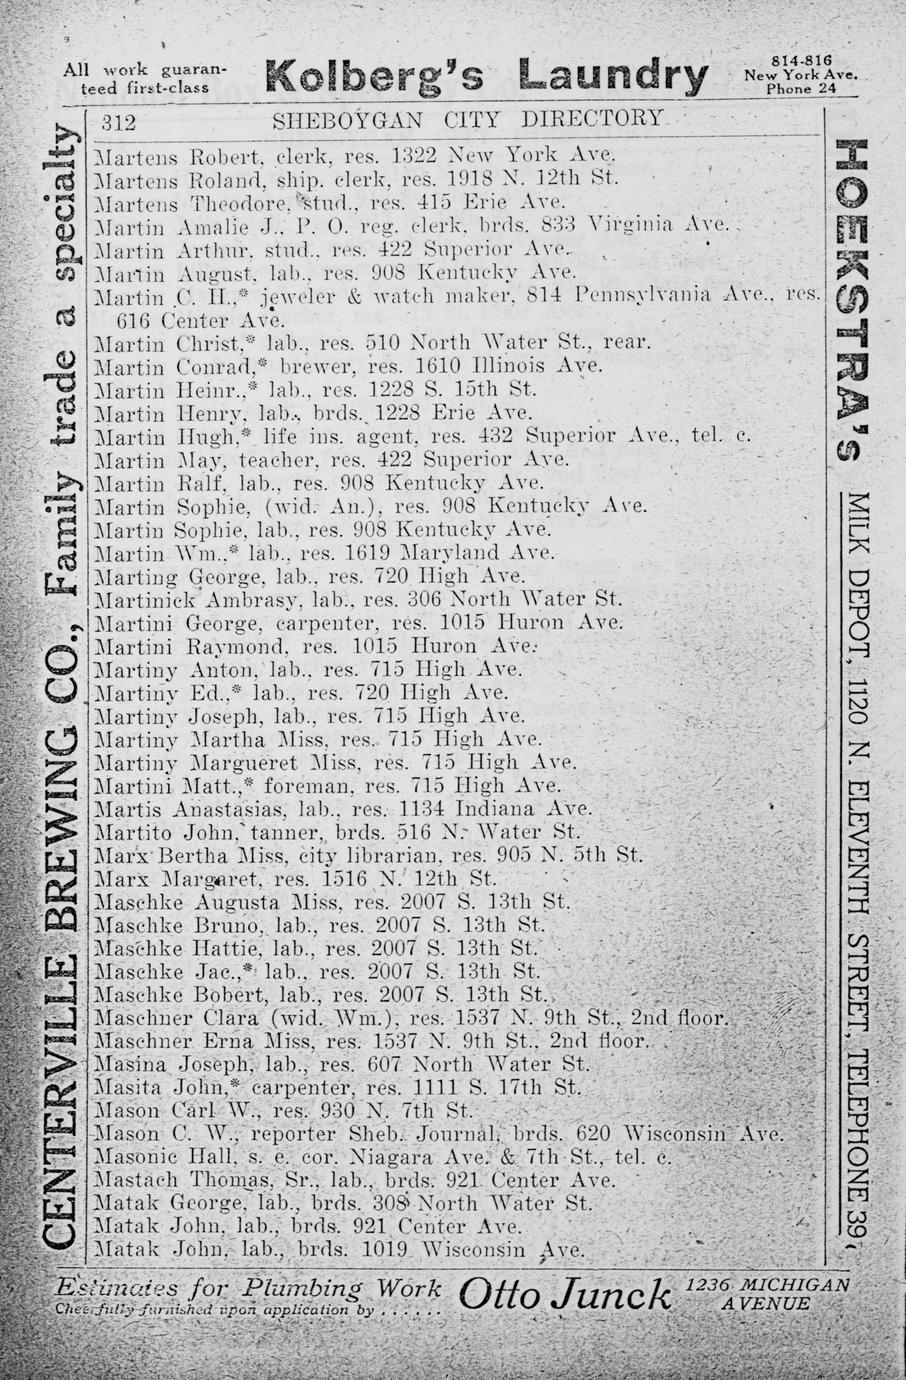 All work guaran-
teed first-class
Kolberg's Laundry
814-816
New York Ave.
Phone 24
312 SHEBOYGAN CITY DIRECTORY
Martens Robert, clerk, res. 1322 New York Ave.
Martens Roland, ship. clerk, res. 1918 N. 12th St.
Martens Theodore, stud., res. 415 Erie Ave.
Martin Amalie J., P. O. reg. clerk, brds. 833 Virginia Ave.
Martin Arthur, stud., res. 422 Superior Ave.
Martin August, lab., res. 908 Kentucky Ave.
Martin C. H.,* jeweler & watch maker, 814 Pennsylvania Ave., res.
616 Center Ave.
Martin Christ,* lab., res. 510 North Water St., rear.
Martin Conrad,* brewer, res. 1610 Illinois Ave.
Martin Heinr.,* lab., res. 1228 S. 15th St.
Martin Henry, lab., brds. 1228 Erie Ave.
Martin Hugh,* life ins. agent, res. 432 Superior Ave., tel. c.
Martin May, teacher, res. 422 Superior Ave.
Martin Ralf, lab., res. 908 Kentucky Ave.
Martin Sophie, (wid. An.), res. 908 Kentucky Ave.
Martin Sophie, lab., res. 908 Kentucky Ave.
Martin Wm.,* lab., res. 1619 Maryland Ave.
Marting George, lab., res. 720 High Ave.
Martinick Ambrasy, lab., res. 306 North Water St.
Martini George, carpenter, res. 1015 Huron Ave.
Martini Raymond, res. 1015 Huron Ave.
Martiny Anton, lab., res. 715 High Ave.
Martiny Ed.,* lab., res. 720 High Ave.
Martiny Joseph, lab., res. 715 High Ave.
Martiny Martha Miss, res. 715 High Ave.
Martiny Margueret Miss, res. 715 High Ave.
Martini Matt.,* foreman, res. 715 High Ave.
Martis Anastasias, lab., res. 1134 Indiana Ave.
Martito John, tanner, brds. 516 N. Water St.
Marx Bertha Miss, city librarian, res. 905 N. 5th St.
Marx Margaret, res. 1516 N. 12th St.
Maschke Augusta Miss, res. 2007 S. 13th St.
Maschke Bruno, lab., res. 2007 S. 13th St.
Maschke Hattie, lab., res. 2007 S. 13th St.
Maschke Jac.,* lab., res. 2007 S. 13th St.
Maschke Bobert, lab., res. 2007 S. 13th St.
Maschner Clara (wid. Wm.), res. 1537 N. 9th St., 2nd floor.
Maschner Erna Miss, res. 1537 N. 9th St., 2nd floor.
Masina Joseph, lab., res. 607 North Water St.
Masita John,* carpenter, res. 1111 S. 17th St.
Mason Carl W., res. 930 N. 7th St.
Mason C. W., reporter Sheb. Journal, brds. 620 Wisconsin Ave.
Masonic Hall, s. e. cor. Niagara Ave. & 7th St., tel. c.
Mastach Thomas, Sr., lab., brds. 921 Center Ave.
Matak George, lab., brds. 308 North Water St.
Matak John, lab., brds. 921 Center Ave.
Matak John, lab., brds. 1019 Wisconsin Ave.
CENTERVILLE BREWING CO., Family trade a specialty
HOEKSTRA's MILK DEPOT, 1120 N. ELEVENTH STREET, TELEPHONE 39
Estimates for Plumbing Work
Cheerfully furnished upon application by . . . . . .
Otto Junck
1236 MICHIGAN
AVENUE